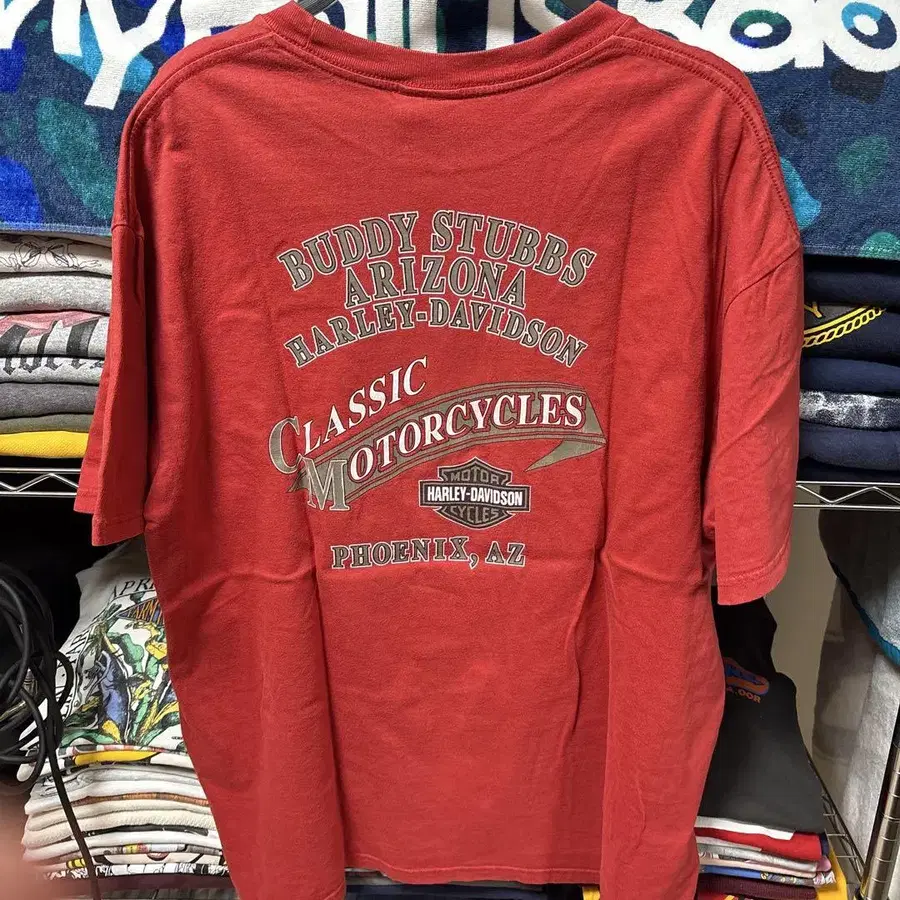 BUDDY STUBBS
ARIZONA
HARLEY-DAVIDSON
CLASSIC
MOTORCYCLES
MOTOR
HARLEY-DAVIDSON
CYCLES
PHOENIX, AZ